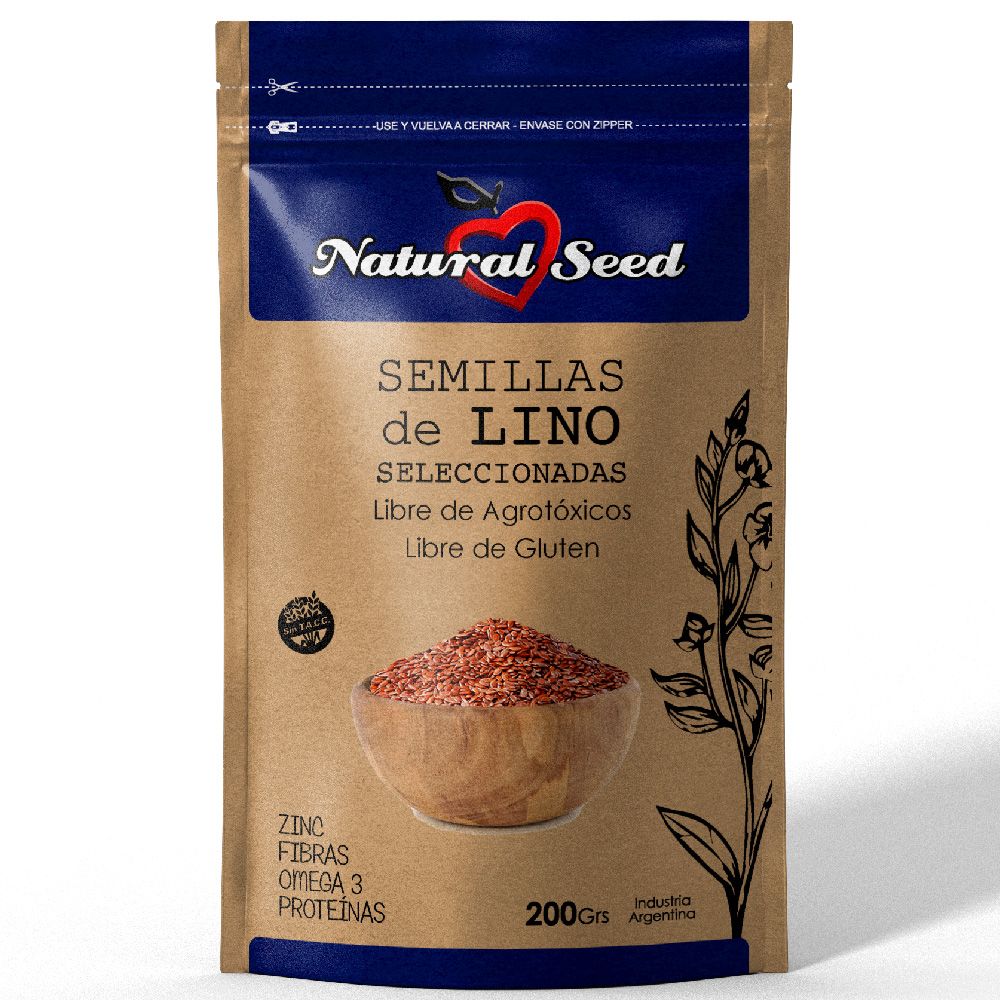 USE Y VUELVA A CERRAR - ENVASE CON ZIPPER
Natural Seed
SEMILLAS
de LINO
SELECCIONADAS
Libre de Agrotóxicos
Libre de Gluten
Sin T.A.C.C.
ZINC
FIBRAS
OMEGA 3
PROTEÍNAS
200Grs
Industria
Argentina